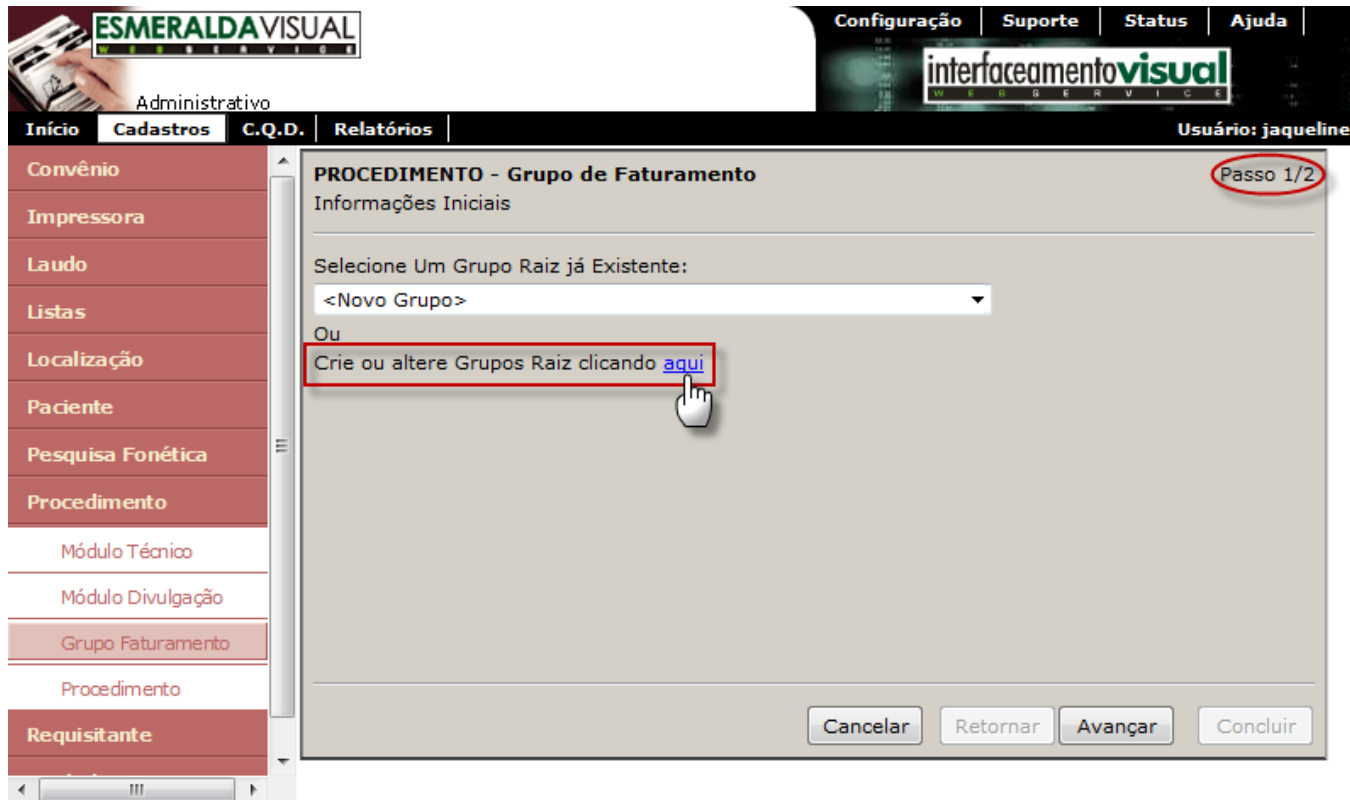 ESMERALDAVISUAL
WEBSERVICE
Administrativo
Configuração Suporte Status Ajuda
interfaceamentovisual
WEBSERVICE
Início Cadastros C.Q.D. Relatórios Usuário: jaqueline
Convênio
Impressora
Laudo
Listas
Localização
Paciente
Pesquisa Fonética
Procedimento
Módulo Técnico
Módulo Divulgação
Grupo Faturamento
Procedimento
Requisitante
PROCEDIMENTO - Grupo de Faturamento Passo 1/2
Informações Iniciais
Selecione Um Grupo Raiz já Existente:
<Novo Grupo>
Ou
Crie ou altere Grupos Raiz clicando aqui
Cancelar Retornar Avançar Concluir